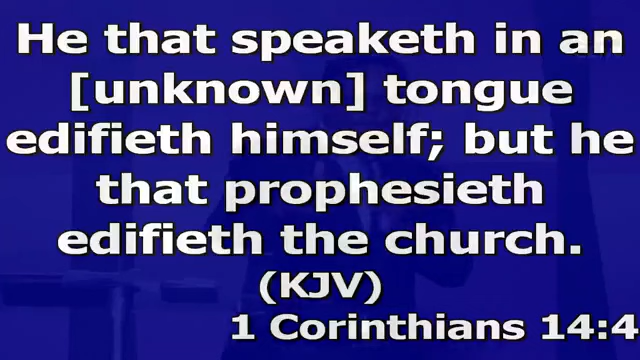 He that speaketh in an
[unknown] tongue
edifieth himself; but he
that prophesieth
edifieth the church.
(KJV)
1 Corinthians 14:4